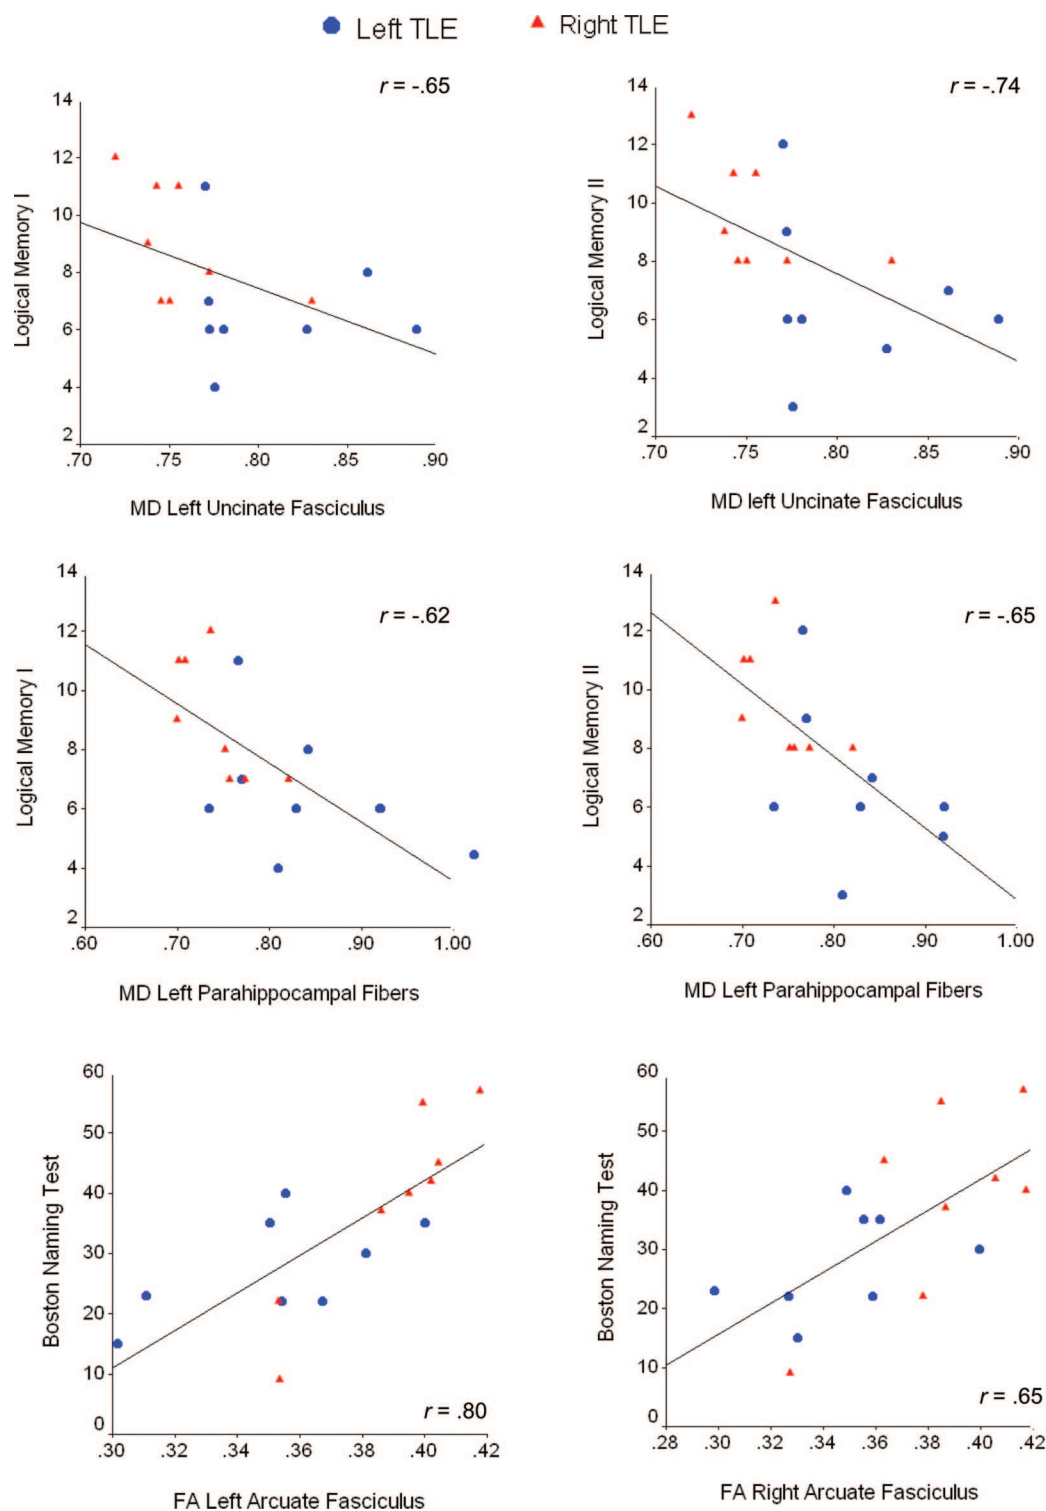 Left TLE Right TLE
r = -.65
14
12
10
8
6
4
2
.70 .75 .80 .85 .90
Logical Memory I
MD Left Uncinate Fasciculus
r = -.74
14
12
10
8
6
4
2
.70 .75 .80 .85 .90
Logical Memory II
MD left Uncinate Fasciculus
r = -.62
14
12
10
8
6
4
2
.60 .70 .80 .90 1.00
Logical Memory I
MD Left Parahippocampal Fibers
r = -.65
14
12
10
8
6
4
2
.60 .70 .80 .90 1.00
Logical Memory II
MD Left Parahippocampal Fibers
60
50
40
30
20
10
0
r = .80
.30 .32 .34 .36 .38 .40 .42
Boston Naming Test
FA Left Arcuate Fasciculus
60
50
40
30
20
10
0
r = .65
.28 .30 .32 .34 .36 .38 .40 .42
Boston Naming Test
FA Right Arcuate Fasciculus